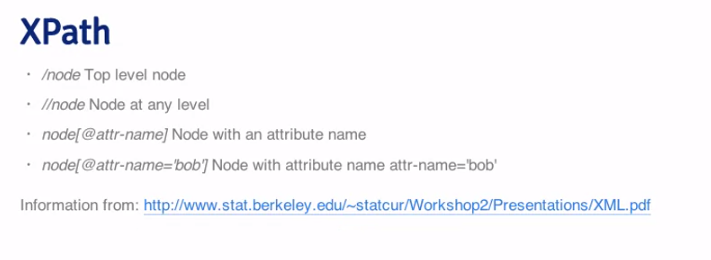 XPath
· /node Top level node
· //node Node at any level
· node[@attr-name] Node with an attribute name
· node[@attr-name='bob'] Node with attribute name attr-name='bob'
Information from: http://www.stat.berkeley.edu/~statcur/Workshop2/Presentations/XML.pdf